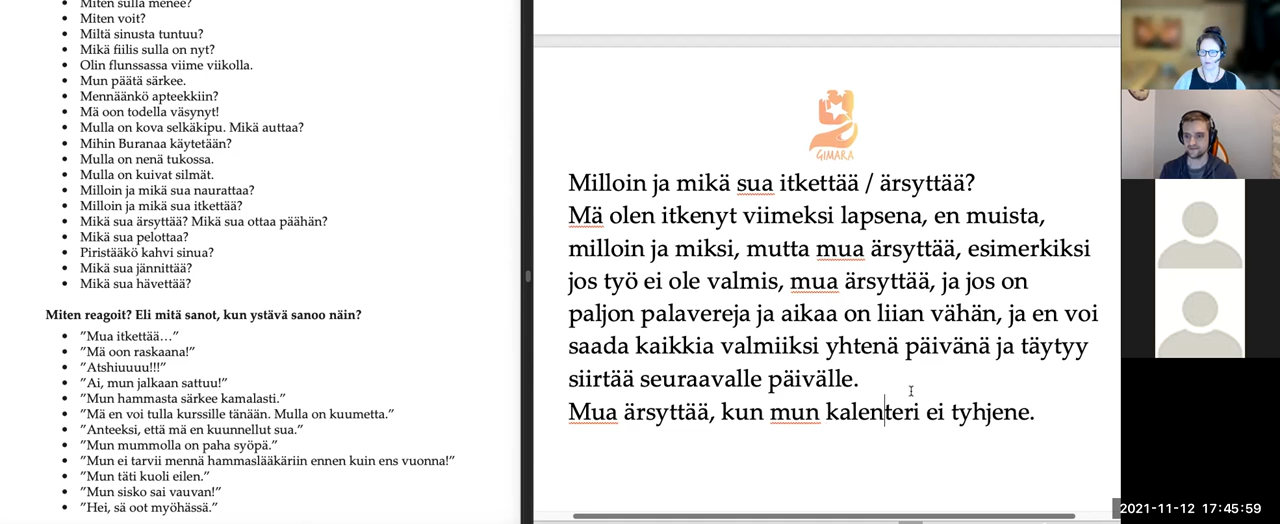 Miten sulla menee?
Miten voit?
Miltä sinusta tuntuu?
Mikä fiilis sulla on nyt?
Olin flunssassa viime viikolla.
Mun päätä särkee.
Mennäänkö apteekkiin?
Mä oon todella väsynyt!
Mulla on kova selkäkipu. Mikä auttaa?
Mihin Buranaa käytetään?
Mulla on nenä tukossa.
Mulla on kuivat silmät.
Milloin ja mikä sua naurattaa?
Milloin ja mikä sua itkettää?
Mikä sua ärsyttää? Mikä sua ottaa päähän?
Mikä sua pelottaa?
Piristääkö kahvi sinua?
Mikä sua jännittää?
Mikä sua hävettää?
Miten reagoit? Eli mitä sanot, kun ystävä sanoo näin?
”Mua itkettää…”
”Mä oon raskaana!”
”Atshiuuuu!!!”
”Ai, mun jalkaan sattuu!”
”Mun hammasta särkee kamalasti.”
”Mä en voi tulla kurssille tänään. Mulla on kuumetta.”
”Anteeksi, että mä en kuunnellut sua.”
”Mun mummolla on paha syöpä.”
”Mun ei tarvii mennä hammaslääkäriin ennen kuin ens vuonna!”
”Mun täti kuoli eilen.”
”Mun sisko sai vauvan!”
”Hei, sä oot myöhässä.”
GIMARA
Milloin ja mikä sua itkettää / ärsyttää?
Mä olen itkenyt viimeksi lapsena, en muista,
milloin ja miksi, mutta mua ärsyttää, esimerkiksi
jos työ ei ole valmis, mua ärsyttää, ja jos on
paljon palavereja ja aikaa on liian vähän, ja en voi
saada kaikkia valmiiksi yhtenä päivänä ja täytyy
siirtää seuraavalle päivälle.
Mua ärsyttää, kun mun kalenteri ei tyhjene.
2021-11-12 17:45:59